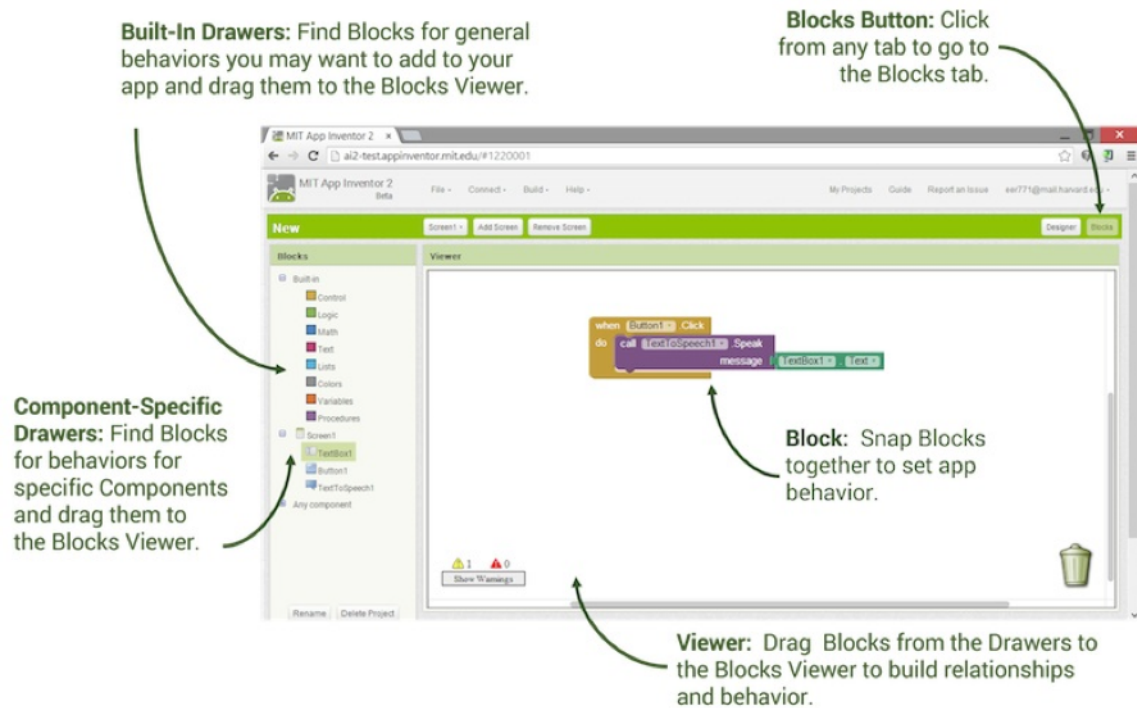 Built-In Drawers: Find Blocks for general
behaviors you may want to add to your
app and drag them to the Blocks Viewer.
Blocks Button: Click
from any tab to go to
the Blocks tab.
MIT App Inventor 2
ai2-test.appinventor.mit.edu/#1220001
MIT App Inventor 2
Beta
File Connect Build Help
My Projects Guide Report an Issue eer771@mail.harvard.edu
New
Screen1 Add Screen Remove Screen
Designer Blocks
Blocks
Viewer
Built-in
Control
Logic
Math
Text
Lists
Colors
Variables
Procedures
Screen1
TextBox1
Button1
TextToSpeech1
Any component
when Button1 .Click
do call TextToSpeech1 .Speak
message TextBox1 . Text
Component-Specific
Drawers: Find Blocks
for behaviors for
specific Components
and drag them to
the Blocks Viewer.
Block: Snap Blocks
together to set app
behavior.
1 0
Show Warnings
Rename Delete Project
Viewer: Drag Blocks from the Drawers to
the Blocks Viewer to build relationships
and behavior.